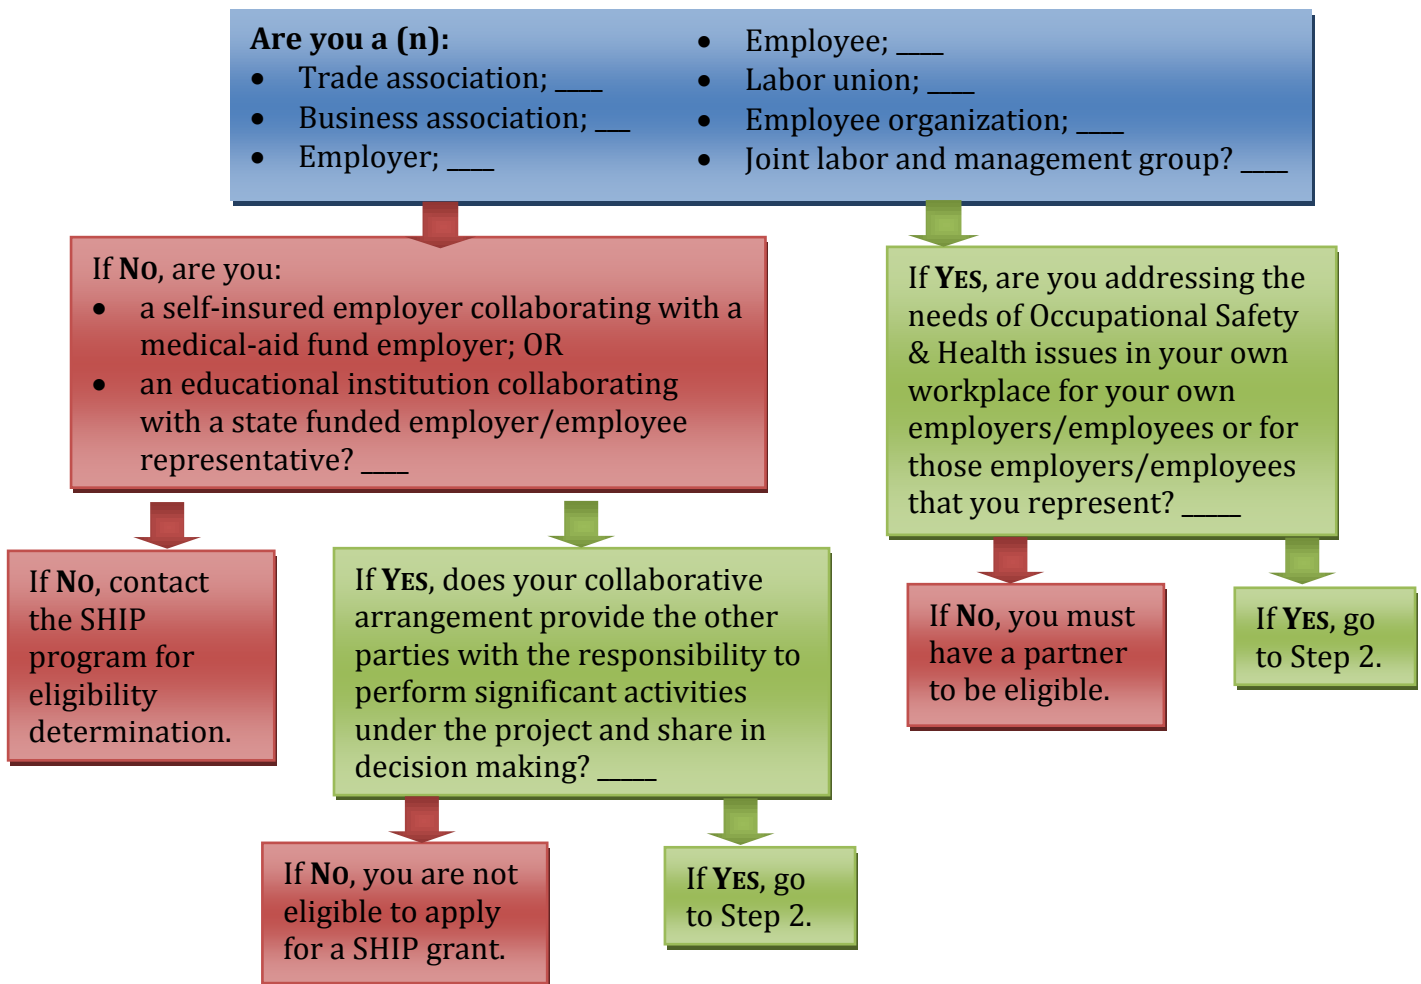 Are you a (n):
• Trade association; ____
• Business association; ___
• Employer; ____
• Employee; ____
• Labor union; ____
• Employee organization; ____
• Joint labor and management group? ____
If No, are you:
• a self-insured employer collaborating with a
medical-aid fund employer; OR
• an educational institution collaborating
with a state funded employer/employee
representative? ____
If YES, are you addressing the
needs of Occupational Safety
& Health issues in your own
workplace for your own
employers/employees or for
those employers/employees
that you represent? _____
If No, contact
the SHIP
program for
eligibility
determination.
If YES, does your collaborative
arrangement provide the other
parties with the responsibility to
perform significant activities
under the project and share in
decision making? _____
If No, you must
have a partner
to be eligible.
If YES, go
to Step 2.
If No, you are not
eligible to apply
for a SHIP grant.
If YES, go
to Step 2.